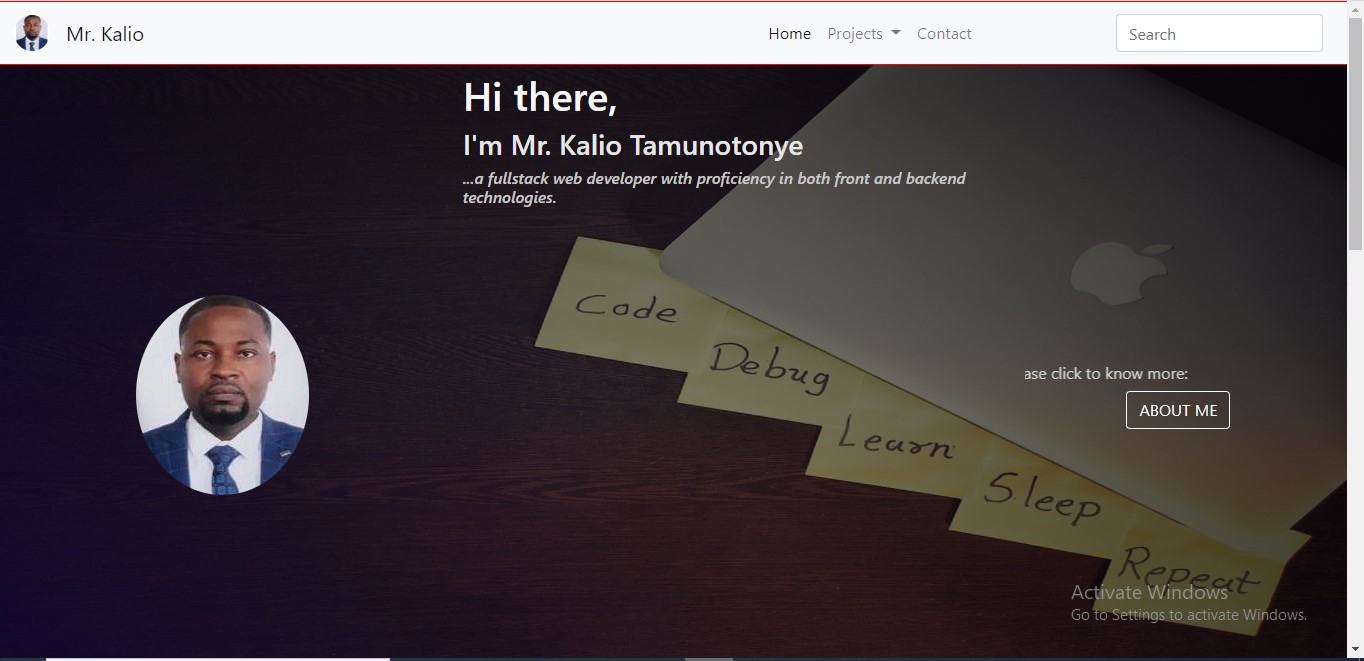 Mr. Kalio
Home Projects Contact
Search
Hi there,
I'm Mr. Kalio Tamunotonye
...a fullstack web developer with proficiency in both front and backend
technologies.
Code
Debug
ase click to know more:
ABOUT ME
Learn
Sleep
Repeat
Activate Windows
Go to Settings to activate Windows.